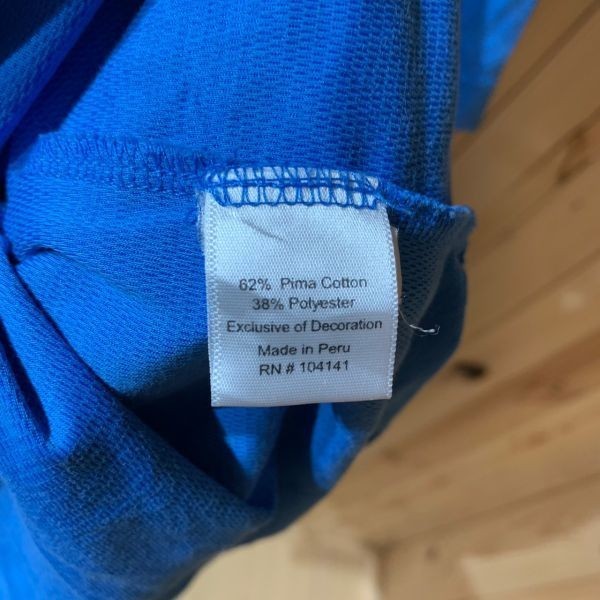 62% Pima Cotton
38% Polyester
Exclusive of Decoration
Made in Peru
RN # 104141